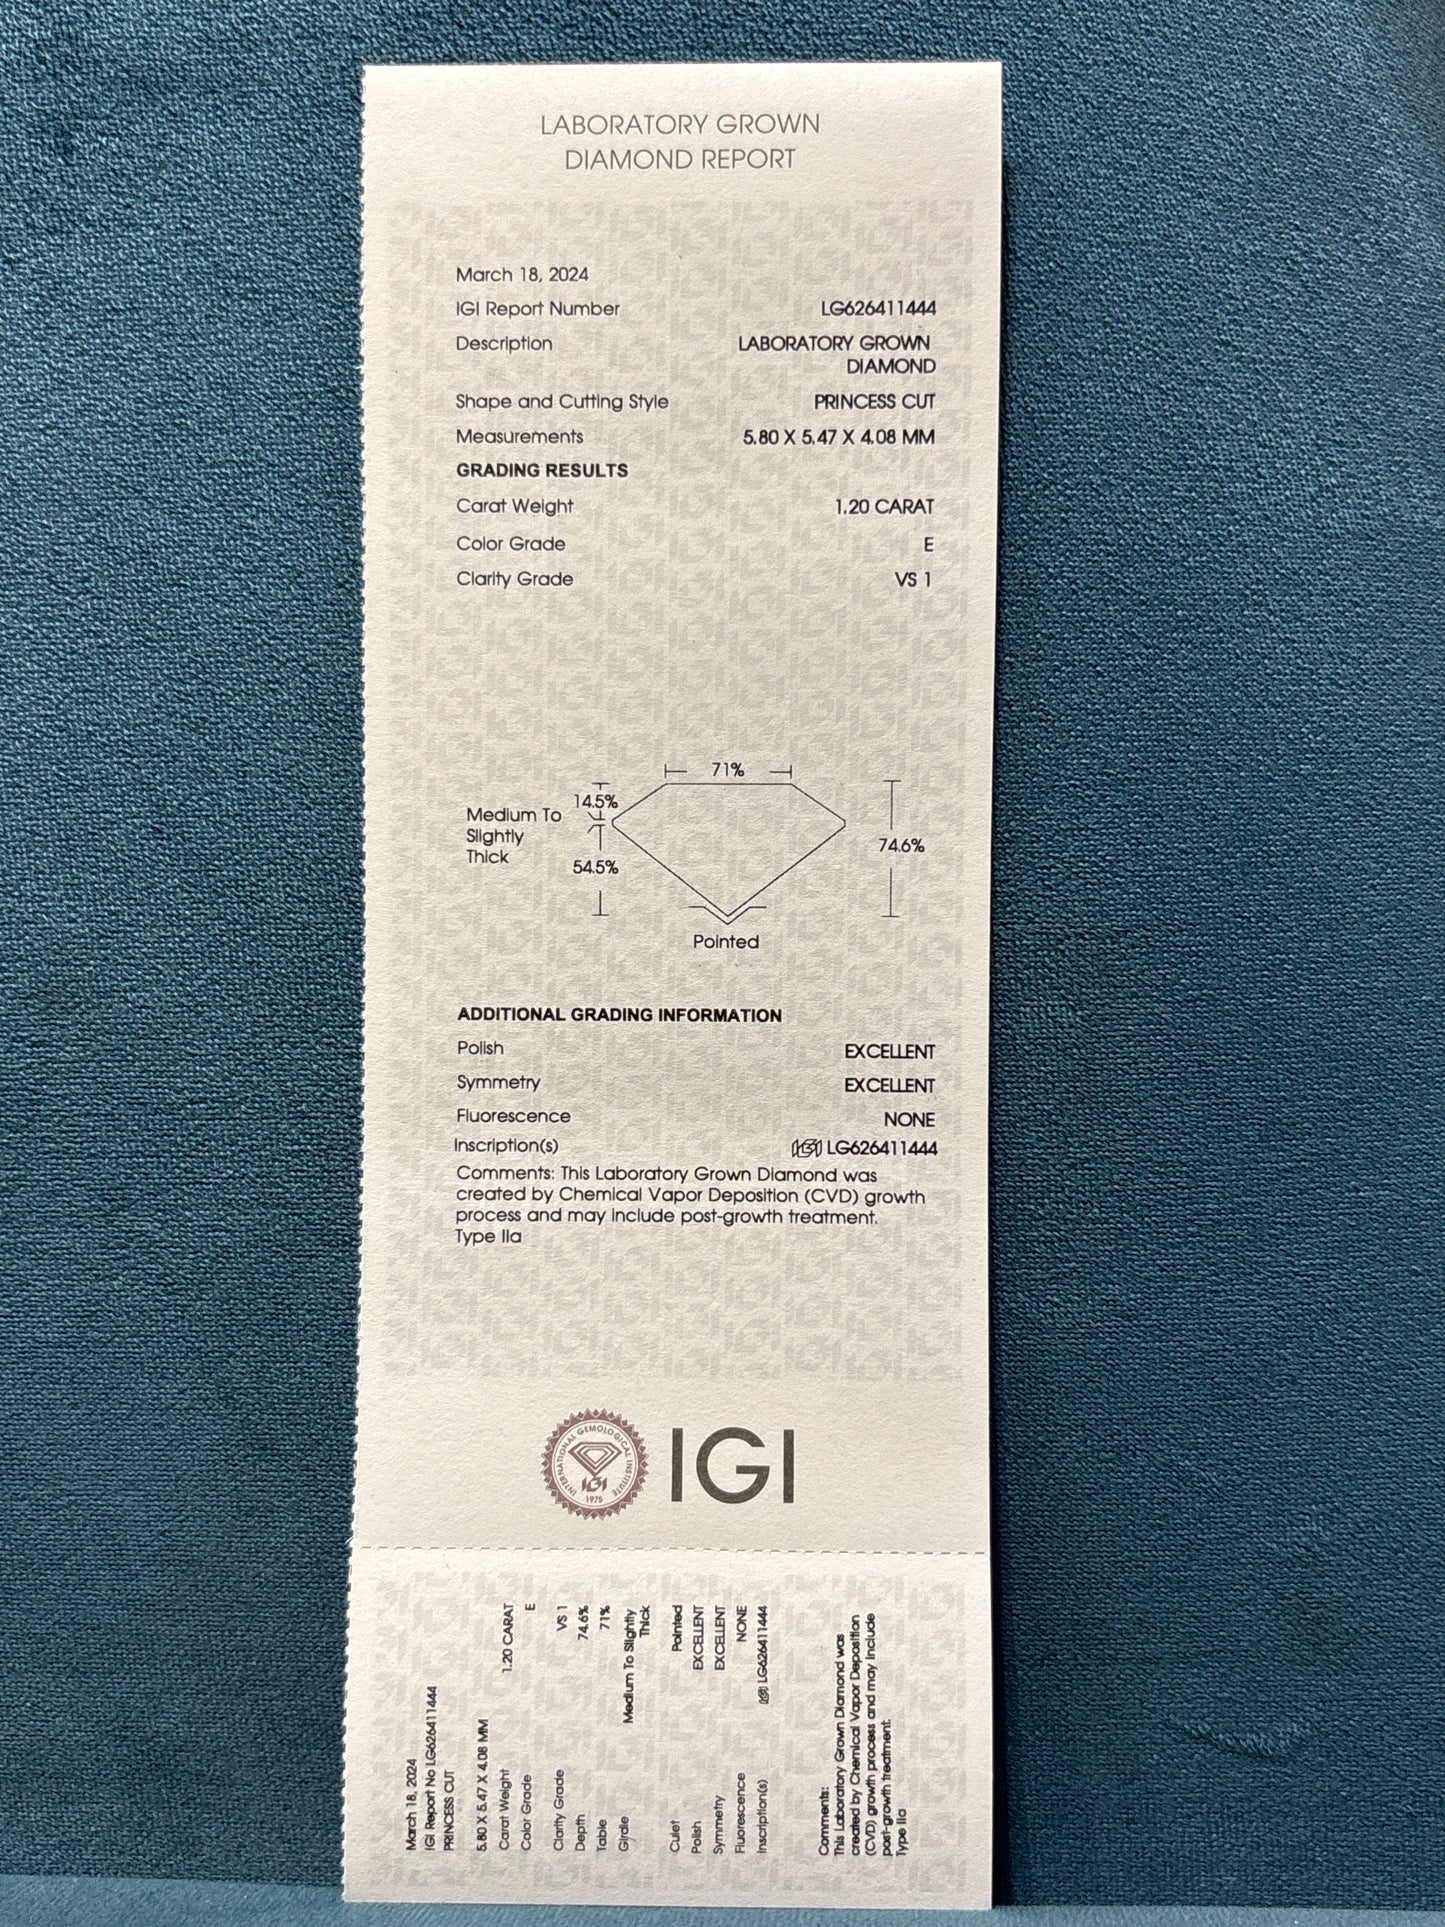 LABORATORY GROWN
DIAMOND REPORT
March 18, 2024
IGI Report Number LG626411444
Description LABORATORY GROWN
DIAMOND
Shape and Cutting Style PRINCESS CUT
Measurements 5.80 X 5.47 X 4.08 MM
GRADING RESULTS
Carat Weight 1.20 CARAT
Color Grade E
Clarity Grade VS 1
71%
14.5%
Medium To
Slightly
Thick
54.5%
74.6%
Pointed
ADDITIONAL GRADING INFORMATION
Polish EXCELLENT
Symmetry EXCELLENT
Fluorescence NONE
Inscription(s) IGI LG626411444
Comments: This Laboratory Grown Diamond was
created by Chemical Vapor Deposition (CVD) growth
process and may include post-growth treatment.
Type IIa
INTERNATIONAL GEMOLOGICAL INSTITUTE
IGI
1975
IGI
March 18, 2024
IGI Report No LG626411444
PRINCESS CUT
5.80 X 5.47 X 4.08 MM
Carat Weight 1.20 CARAT
Color Grade E
Clarity Grade VS 1
Depth 74.6%
Table 71%
Girdle Medium To Slightly
Thick
Culet Pointed
Polish EXCELLENT
Symmetry EXCELLENT
Fluorescence NONE
Inscription(s) IGI LG626411444
Comments:
This Laboratory Grown Diamond was
created by Chemical Vapor Deposition
(CVD) growth process and may include
post-growth treatment.
Type IIa